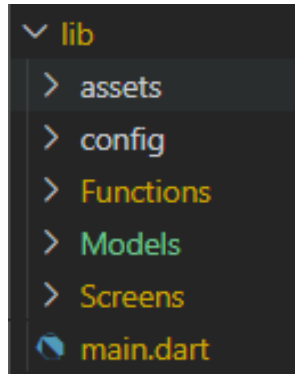 lib
assets
config
Functions
Models
Screens
main.dart